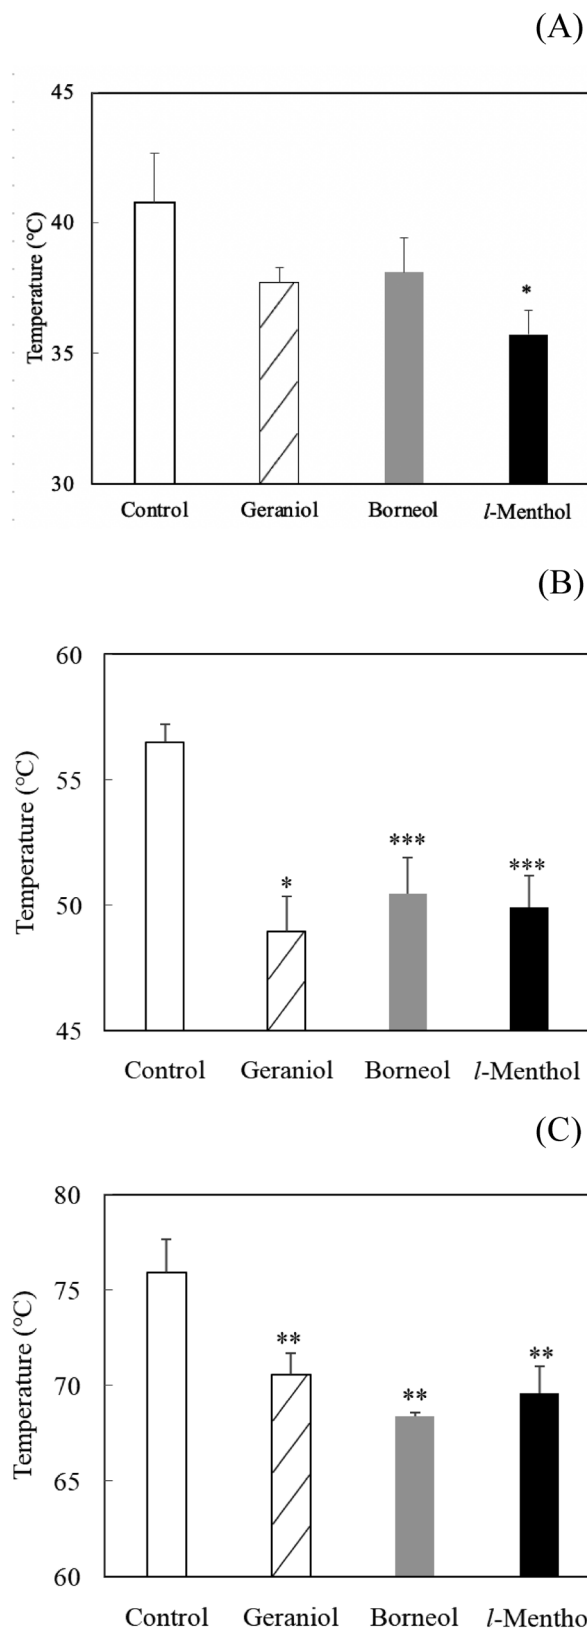 (A)
45
40
35
30
Temperature (°C)
*
Control Geraniol Borneol l-Menthol
(B)
60
55
50
45
Temperature (°C)
* *** ***
Control Geraniol Borneol l-Menthol
(C)
80
75
70
65
60
Temperature (°C)
** ** **
Control Geraniol Borneol l-Mentho